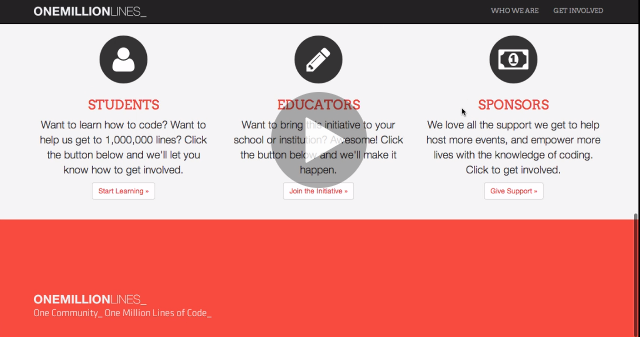 ONEMILLIONLINES_
WHO WE ARE
GET INVOLVED
STUDENTS
Want to learn how to code? Want to
help us get to 1,000,000 lines? Click
the button below and we'll let you
know how to get involved.
Start Learning »
EDUCATORS
Want to bring this initiative to your
school or institution? Awesome! Click
the button below and we'll make it
happen.
Join the Initiative »
1
SPONSORS
We love all the support we get to help
host more events, and empower more
lives with the knowledge of coding.
Click to get involved.
Give Support »
ONEMILLIONLINES_
One Community_ One Million Lines of Code_